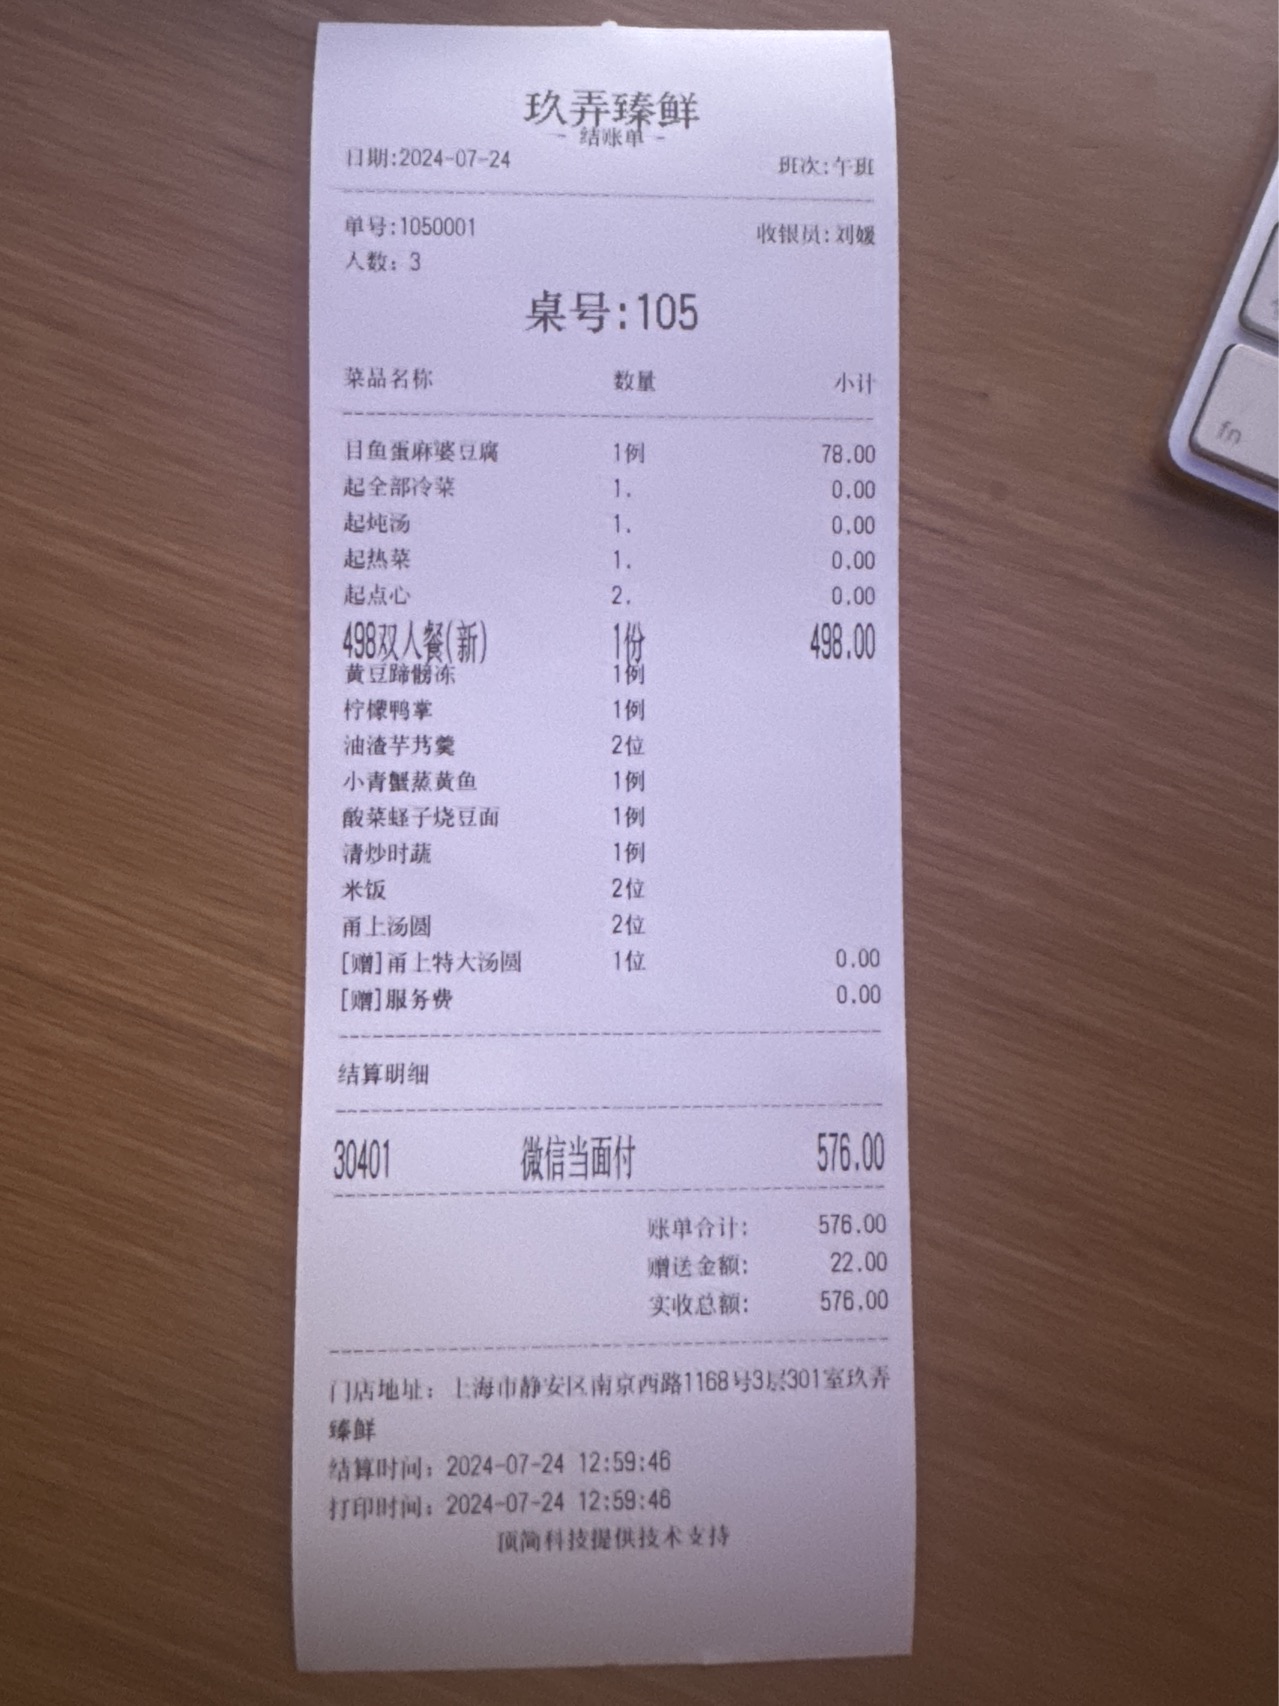 玖弄臻鲜
- 结账单 -
日期:2024-07-24 班次:午班
单号:1050001 收银员:刘媛
人数: 3
桌号:105
菜品名称 数量 小计
目鱼蛋麻婆豆腐 1例 78.00
起全部冷菜 1. 0.00
起炖汤 1. 0.00
起热菜 1. 0.00
起点心 2. 0.00
498双人餐(新) 1份 498.00
黄豆蹄髈冻 1例
柠檬鸭掌 1例
油渣芋艿羹 2位
小青蟹蒸黄鱼 1例
酸菜蛏子烧豆面 1例
清炒时蔬 1例
米饭 2位
甬上汤圆 2位
[赠]甬上特大汤圆 1位 0.00
[赠]服务费 0.00
结算明细
30401 微信当面付 576.00
账单合计: 576.00
赠送金额: 22.00
实收总额: 576.00
门店地址: 上海市静安区南京西路1168号3层301室玖弄
臻鲜
结算时间: 2024-07-24 12:59:46
打印时间: 2024-07-24 12:59:46
顶简科技提供技术支持
fn